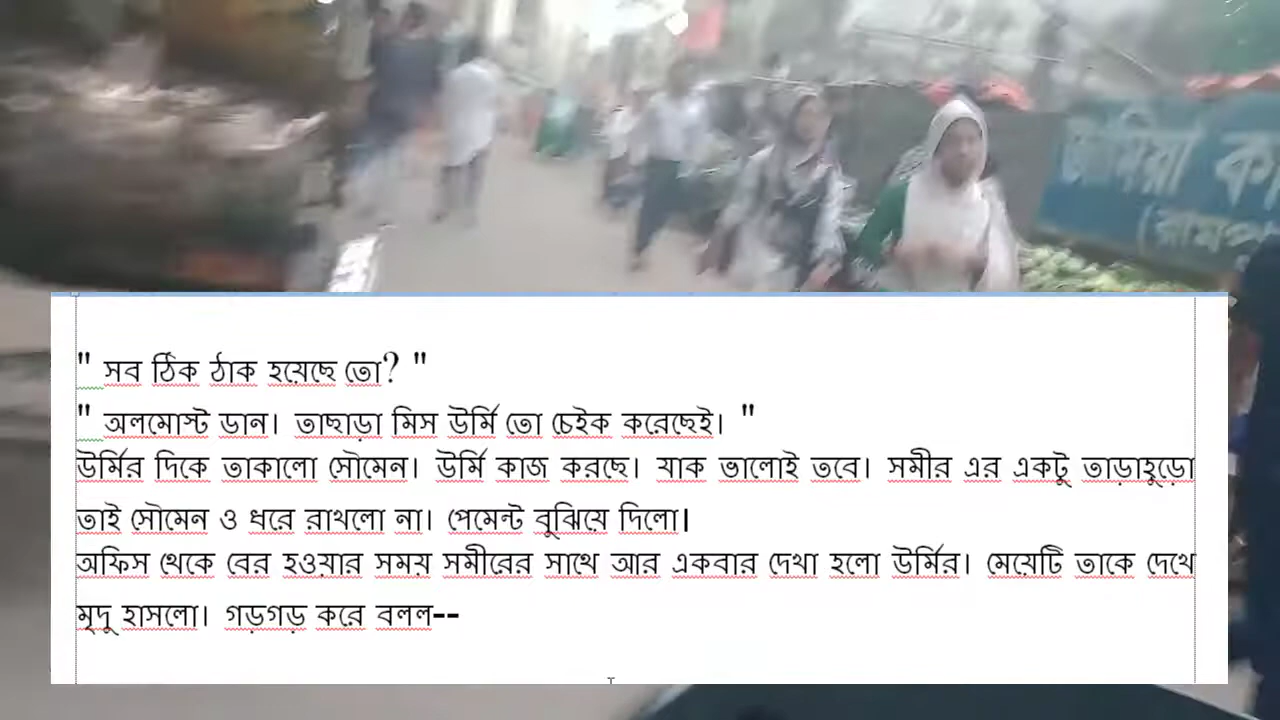 জামিয়া কা
(রামপু
" সব ঠিক ঠাক হয়েছে তো? "
" অলমোস্ট ডান। তাছাড়া মিস উর্মি তো চেইক করেছেই। "
উর্মির দিকে তাকালো সৌমেন। উর্মি কাজ করছে। যাক ভালোই তবে। সমীর এর একটু তাড়াহুড়ো
তাই সৌমেন ও ধরে রাখলো না। পেমেন্ট বুঝিয়ে দিলো।
অফিস থেকে বের হওয়ার সময় সমীরের সাথে আর একবার দেখা হলো উর্মির। মেয়েটি তাকে দেখে
মৃদু হাসলো। গড়গড় করে বলল--